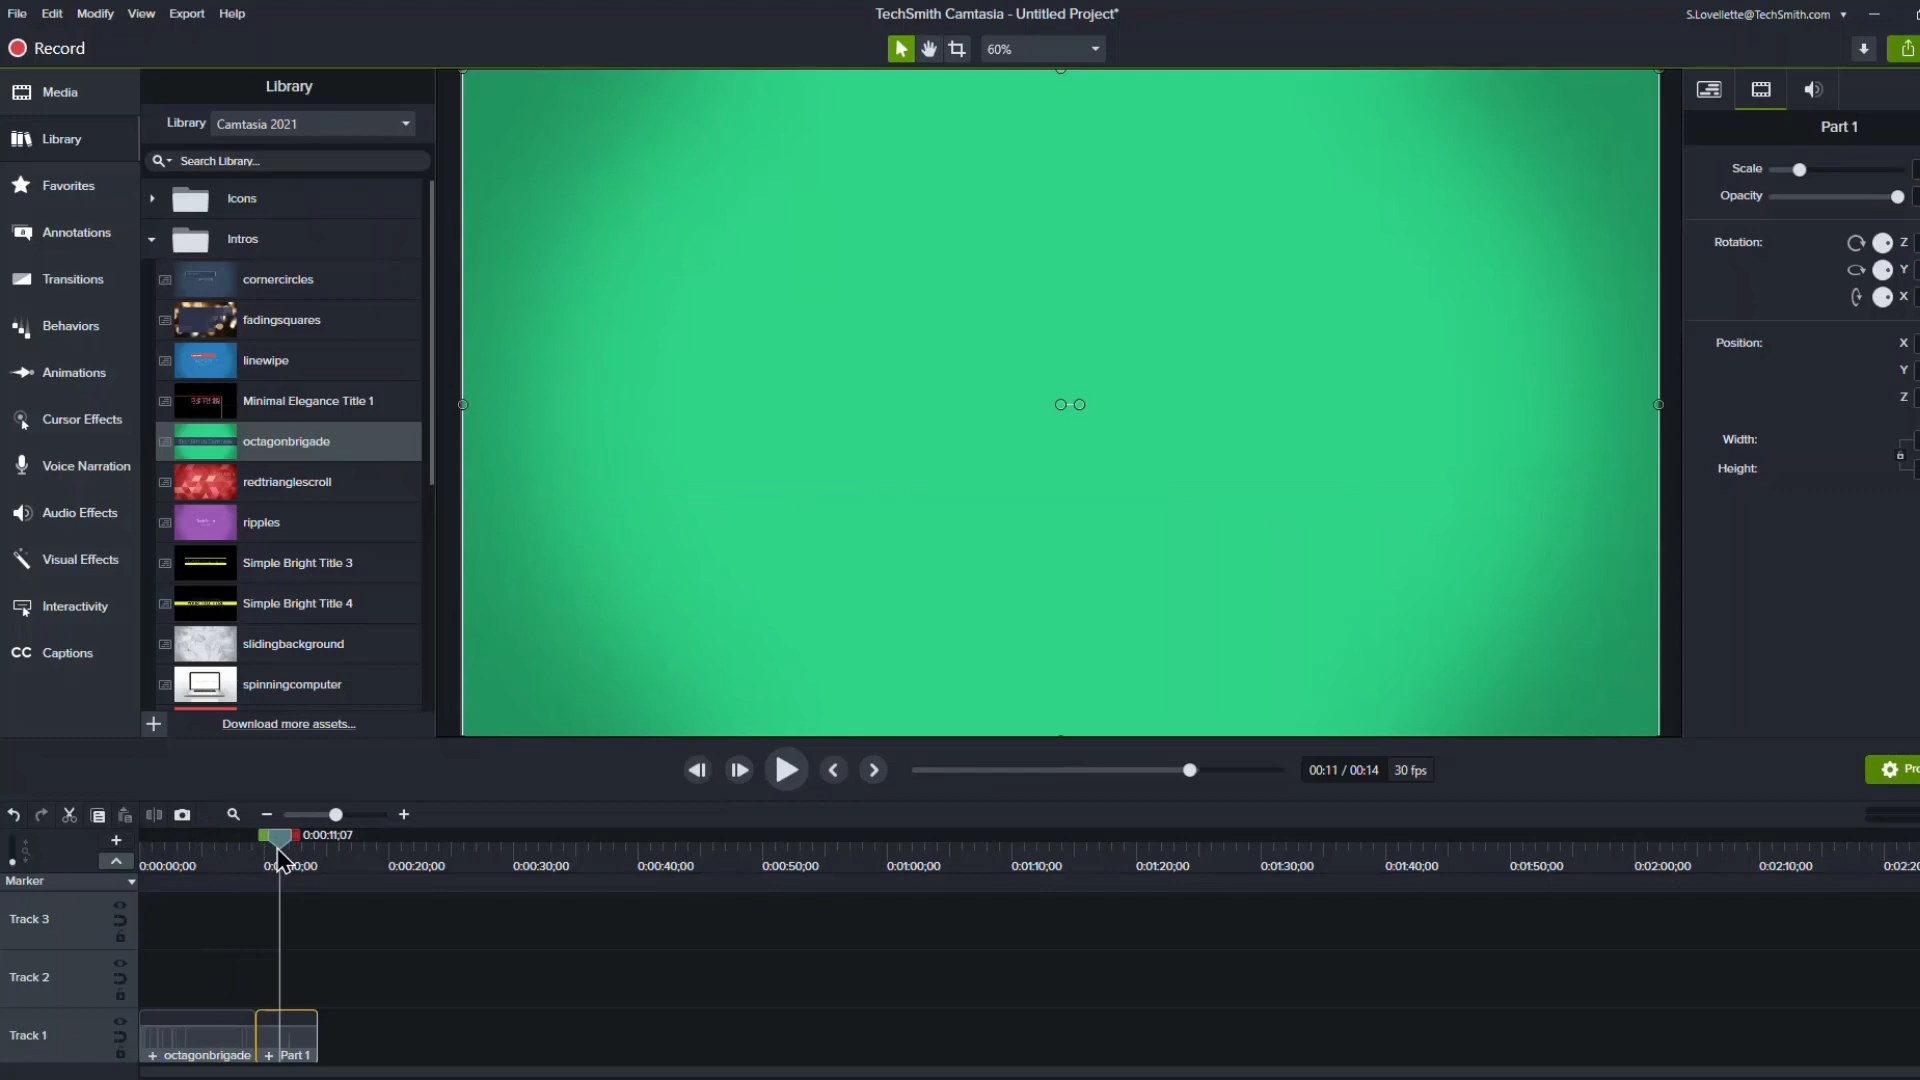 File Edit Modify View Export Help
TechSmith Camtasia - Untitled Project*
S.Lovellette@TechSmith.com
Record
60%
Media
Library
Favorites
Annotations
Transitions
Behaviors
Animations
Cursor Effects
Voice Narration
Audio Effects
Visual Effects
Interactivity
CC Captions
Library
Library Camtasia 2021
Search Library...
Icons
Intros
cornercircles
fadingsquares
linewipe
Minimal Elegance Title 1
octagonbrigade
redtrianglescroll
ripples
Simple Bright Title 3
Simple Bright Title 4
slidingbackground
spinningcomputer
Download more assets...
Part 1
Scale
Opacity
Rotation: Z
Y
X
Position: X
Y
Z
Width:
Height:
00:11 / 00:14 30 fps
0:00:11;07
0:00:00;00 0:00:20;00 0:00:30;00 0:00:40;00 0:00:50;00 0:01:00;00 0:01:10;00 0:01:20;00 0:01:30;00 0:01:40;00 0:01:50;00 0:02:00;00 0:02:10;00
Marker
Track 3
Track 2
Track 1
+ octagonbrigade + Part 1